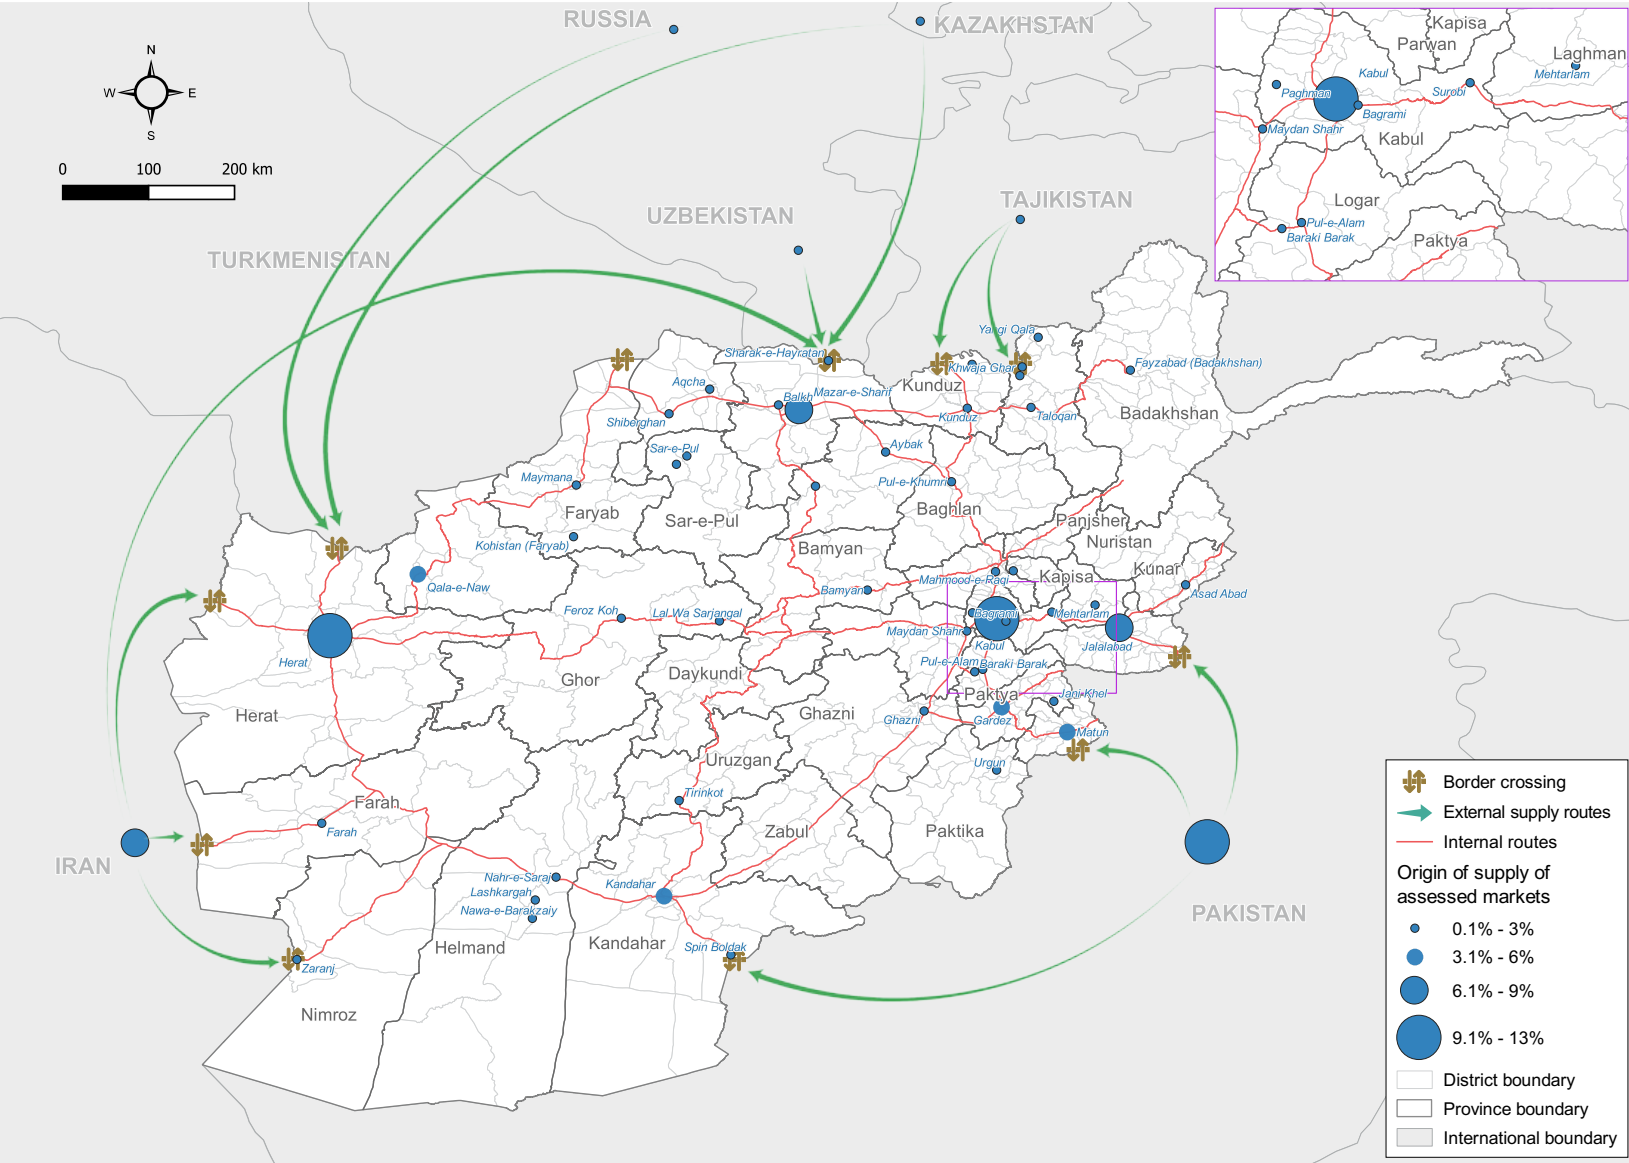 RUSSIA
KAZAKHSTAN
UZBEKISTAN
TAJIKISTAN
TURKMENISTAN
IRAN
PAKISTAN
N
W
E
S
0
100
200 km
Kapisa
Parwan
Laghman
Mehtarlam
Kabul
Paghman
Surobi
Bagrami
Maydan Shahr
Kabul
Logar
Pul-e-Alam
Baraki Barak
Paktya
Yangi Qala
Sharak-e-Hayratan
Khwaja Ghar
Fayzabad (Badakhshan)
Aqcha
Kunduz
Balkh
Mazar-e-Sharif
Badakhshan
Shiberghan
Kunduz
Taloqan
Sar-e-Pul
Aybak
Maymana
Pul-e-Khumri
Faryab
Sar-e-Pul
Baghlan
Panjsher
Kohistan (Faryab)
Bamyan
Nuristan
Kunar
Qala-e-Naw
Mahmood-e-Raqi
Kapisa
Bamyan
Asad Abad
Feroz Koh
Lal Wa Sarjangal
Bagrami
Mehtarlam
Maydan Shahr
Kabul
Jalalabad
Herat
Pul-e-Alam
Baraki Barak
Ghor
Daykundi
Paktya
Jani Khel
Herat
Ghazni
Ghazni
Gardez
Matun
Uruzgan
Urgun
Farah
Tirinkot
Farah
Zabul
Paktika
Nahr-e-Saraj
Kandahar
Lashkargah
Nawa-e-Barakzaiy
Helmand
Kandahar
Spin Boldak
Zaranj
Nimroz
Border crossing
External supply routes
Internal routes
Origin of supply of
assessed markets
0.1% - 3%
3.1% - 6%
6.1% - 9%
9.1% - 13%
District boundary
Province boundary
International boundary